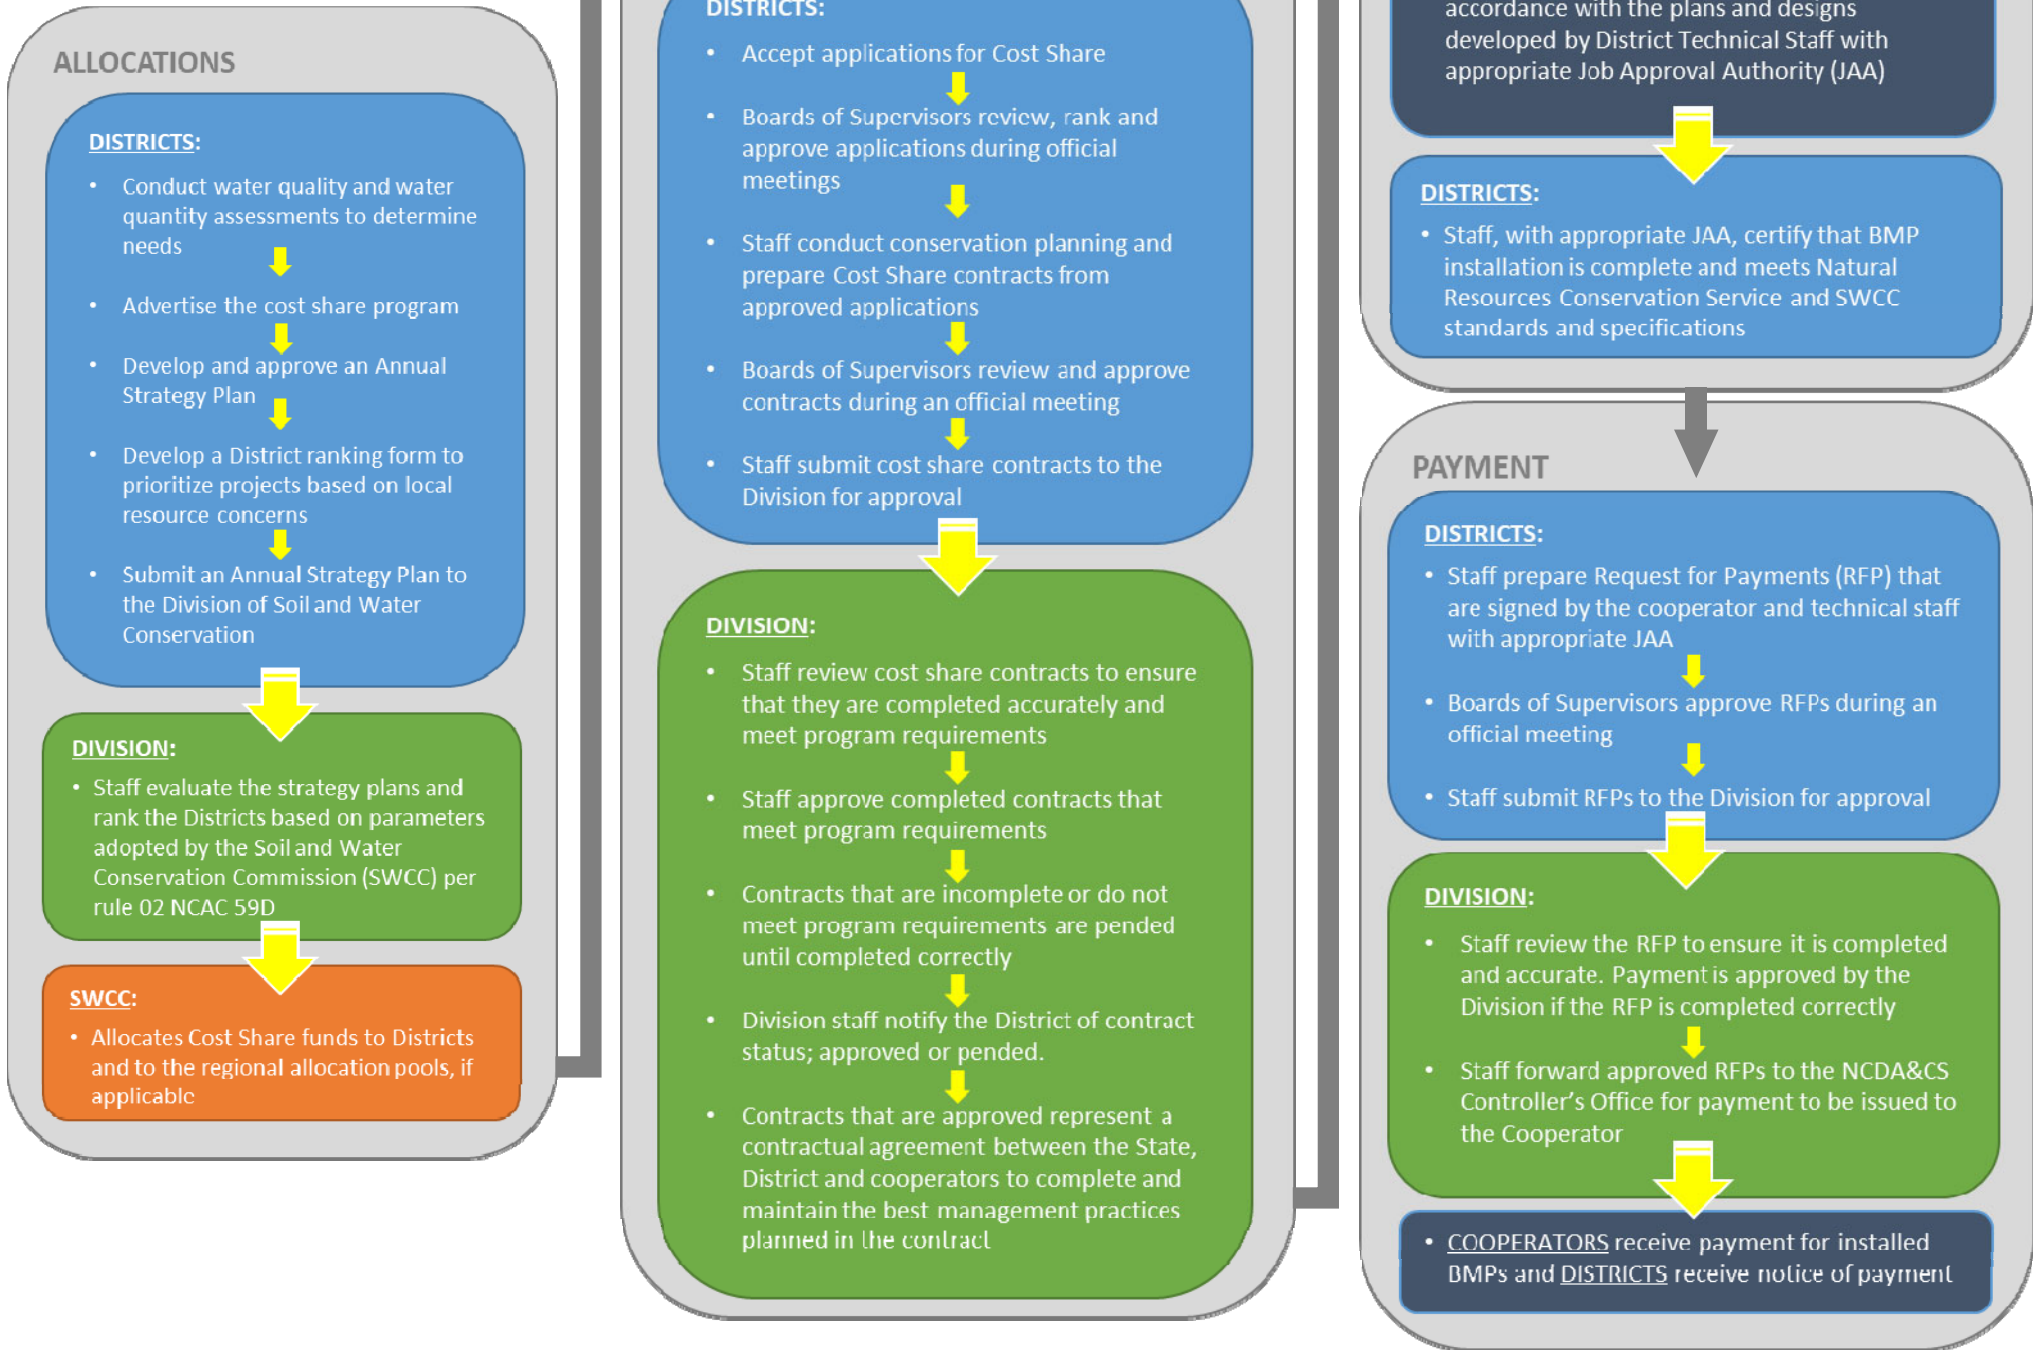 ALLOCATIONS
DISTRICTS:
• Conduct water quality and water
quantity assessments to determine
needs
• Advertise the cost share program
• Develop and approve an Annual
Strategy Plan
• Develop a District ranking form to
prioritize projects based on local
resource concerns
• Submit an Annual Strategy Plan to
the Division of Soil and Water
Conservation
DIVISION:
• Staff evaluate the strategy plans and
rank the Districts based on parameters
adopted by the Soil and Water
Conservation Commission (SWCC) per
rule 02 NCAC 59D
SWCC:
• Allocates Cost Share funds to Districts
and to the regional allocation pools, if
applicable
DISTRICTS:
• Accept applications for Cost Share
• Boards of Supervisors review, rank and
approve applications during official
meetings
• Staff conduct conservation planning and
prepare Cost Share contracts from
approved applications
• Boards of Supervisors review and approve
contracts during an official meeting
• Staff submit cost share contracts to the
Division for approval
DIVISION:
• Staff review cost share contracts to ensure
that they are completed accurately and
meet program requirements
• Staff approve completed contracts that
meet program requirements
• Contracts that are incomplete or do not
meet program requirements are pended
until completed correctly
• Division staff notify the District of contract
status; approved or pended.
• Contracts that are approved represent a
contractual agreement between the State,
District and cooperators to complete and
maintain the best management practices
planned in the contract
accordance with the plans and designs
developed by District Technical Staff with
appropriate Job Approval Authority (JAA)
DISTRICTS:
• Staff, with appropriate JAA, certify that BMP
installation is complete and meets Natural
Resources Conservation Service and SWCC
standards and specifications
PAYMENT
DISTRICTS:
• Staff prepare Request for Payments (RFP) that
are signed by the cooperator and technical staff
with appropriate JAA
• Boards of Supervisors approve RFPs during an
official meeting
• Staff submit RFPs to the Division for approval
DIVISION:
• Staff review the RFP to ensure it is completed
and accurate. Payment is approved by the
Division if the RFP is completed correctly
• Staff forward approved RFPs to the NCDA&CS
Controller’s Office for payment to be issued to
the Cooperator
• COOPERATORS receive payment for installed
BMPs and DISTRICTS receive notice of payment